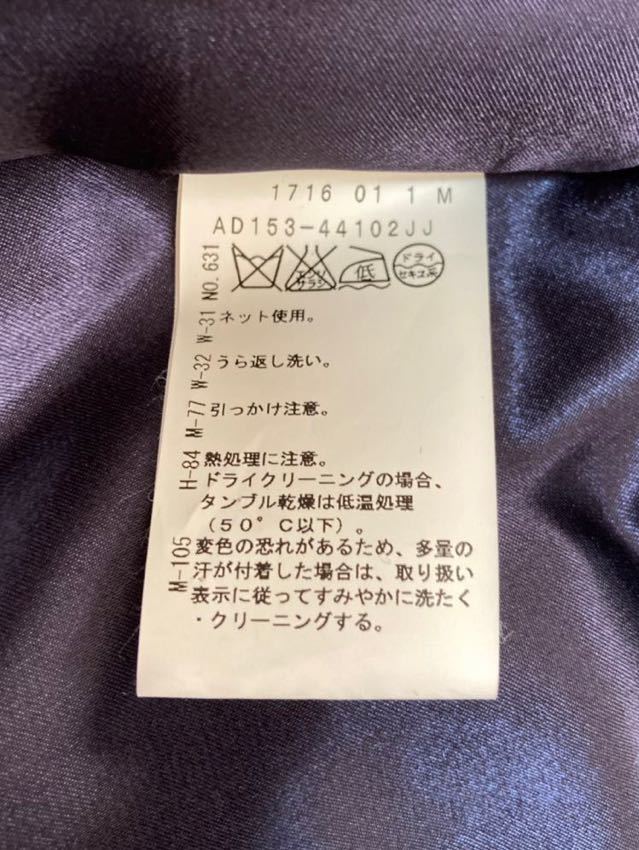 1716 01 1 M
AD153-44102JJ
エンソ
サラシ
低
ドライ
セキユ系
M-105 H-84 M-77 W-32 W-31 NO.631
ネット使用。
うら返し洗い。
引っかけ注意。
熱処理に注意。
ドライクリーニングの場合、
タンブル乾燥は低温処理
(50°C以下)。
変色の恐れがあるため、多量の
汗が付着した場合は、取り扱い
表示に従ってすみやかに洗たく
・クリーニングする。